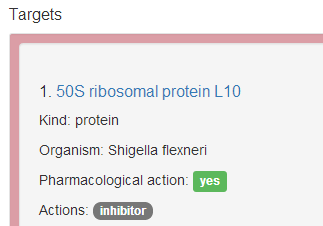 Targets
1. 50S ribosomal protein L10
Kind: protein
Organism: Shigella flexneri
Pharmacological action: yes
Actions: inhibitor